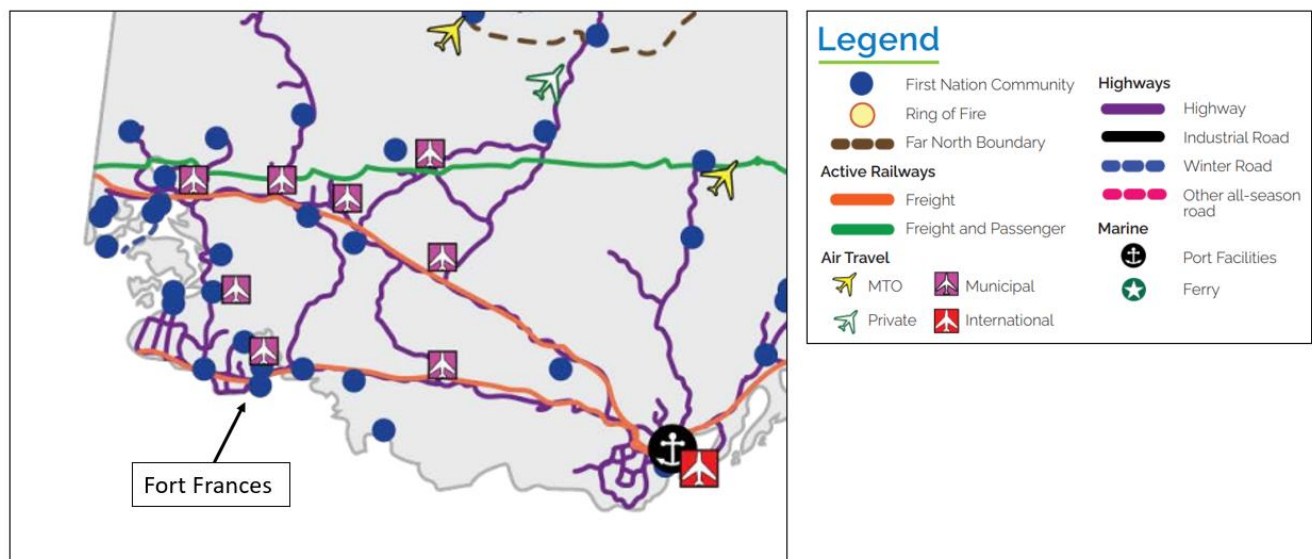 Fort Frances
Legend
First Nation Community
Ring of Fire
Far North Boundary
Active Railways
Freight
Freight and Passenger
Air Travel
MTO
Municipal
Private
International
Highways
Highway
Industrial Road
Winter Road
Other all-season
road
Marine
Port Facilities
Ferry